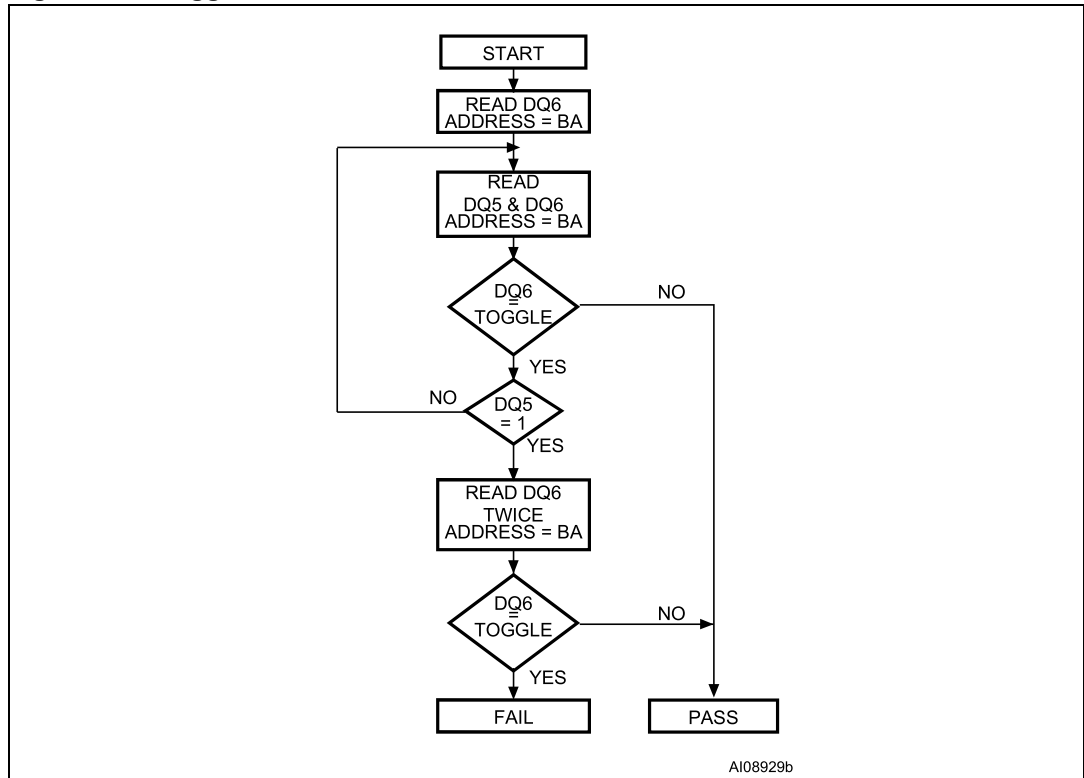 START
READ DQ6
ADDRESS = BA
READ
DQ5 & DQ6
ADDRESS = BA
DQ6
=
TOGGLE
NO
YES
NO
DQ5
= 1
YES
READ DQ6
TWICE
ADDRESS = BA
DQ6
=
TOGGLE
NO
YES
FAIL
PASS
AI08929b